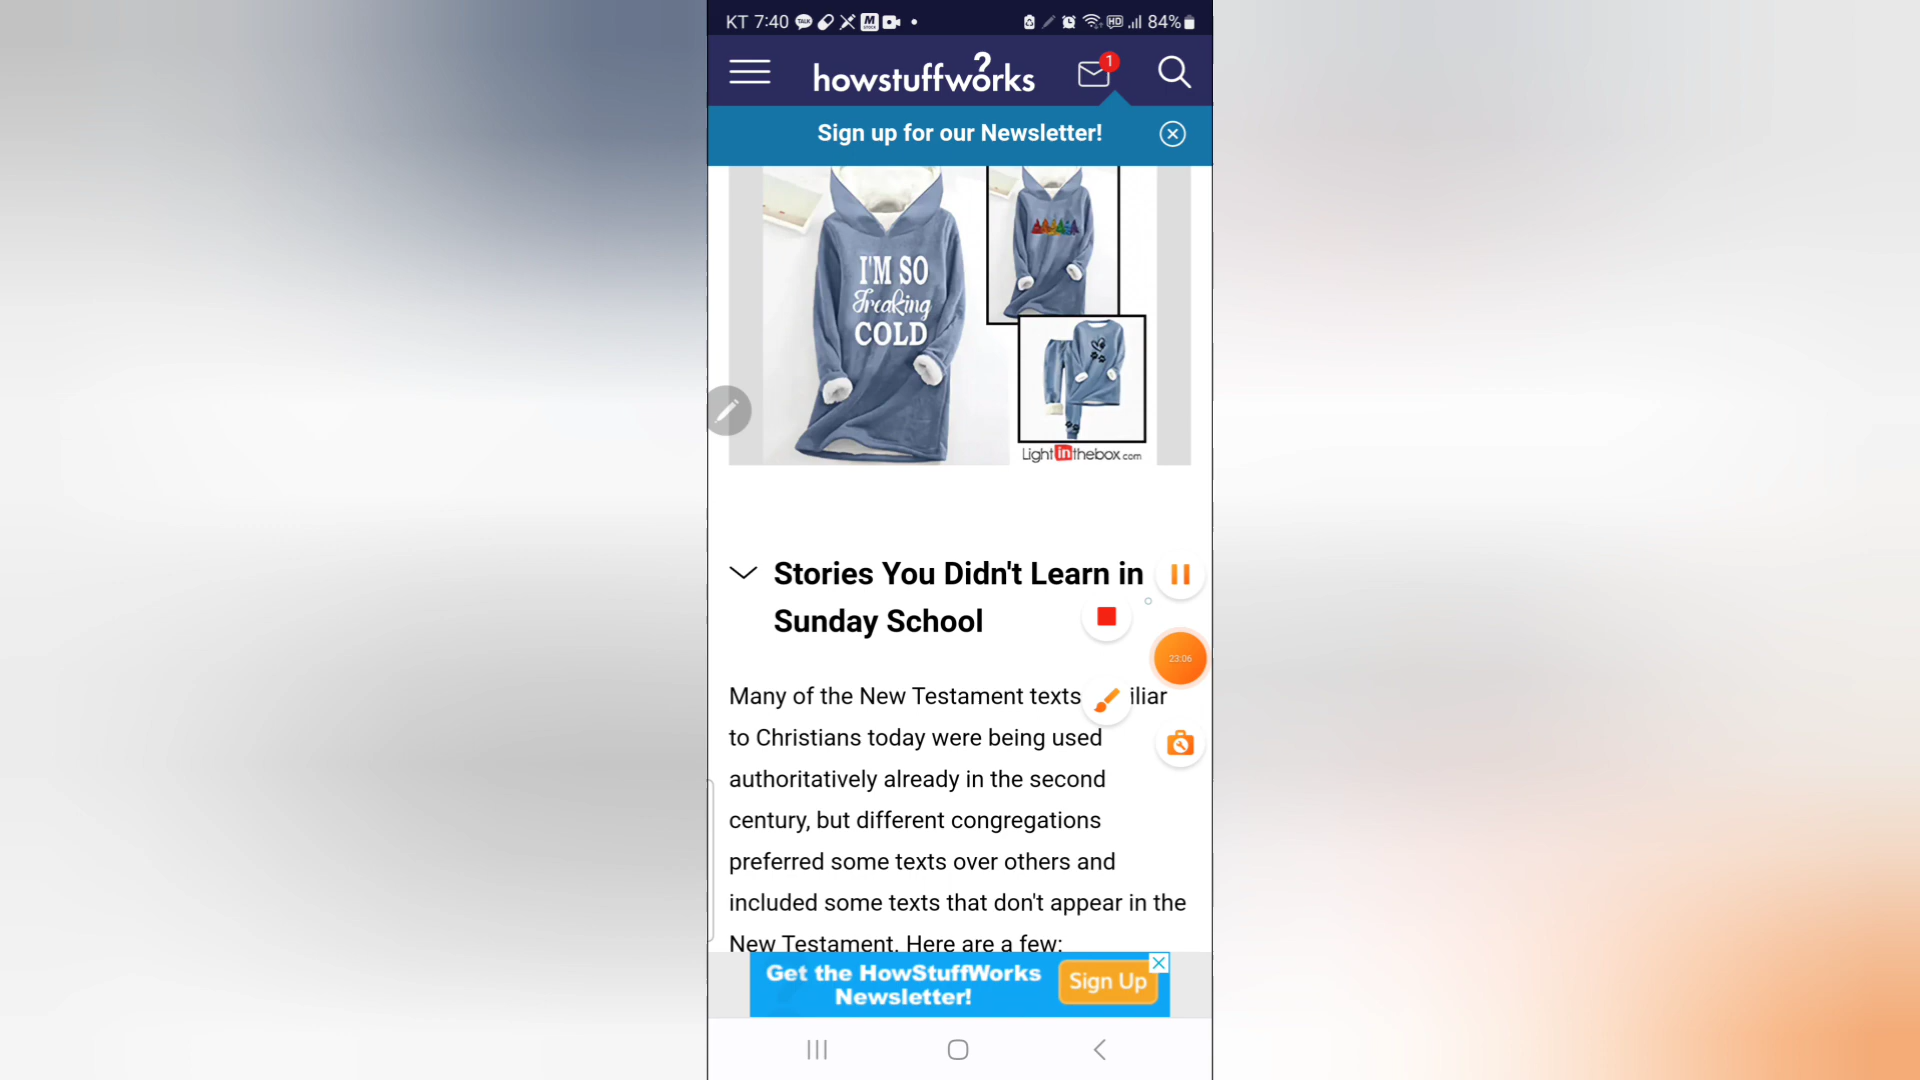 KT 7:40
84%
howstuffworks
1
Sign up for our Newsletter!
I'M SO
Freaking
COLD
Lightinthebox.com
Stories You Didn't Learn in
Sunday School
23:06
Many of the New Testament texts iliar
to Christians today were being used
authoritatively already in the second
century, but different congregations
preferred some texts over others and
included some texts that don't appear in the
New Testament. Here are a few:
Get the HowStuffWorks
Newsletter!
Sign Up